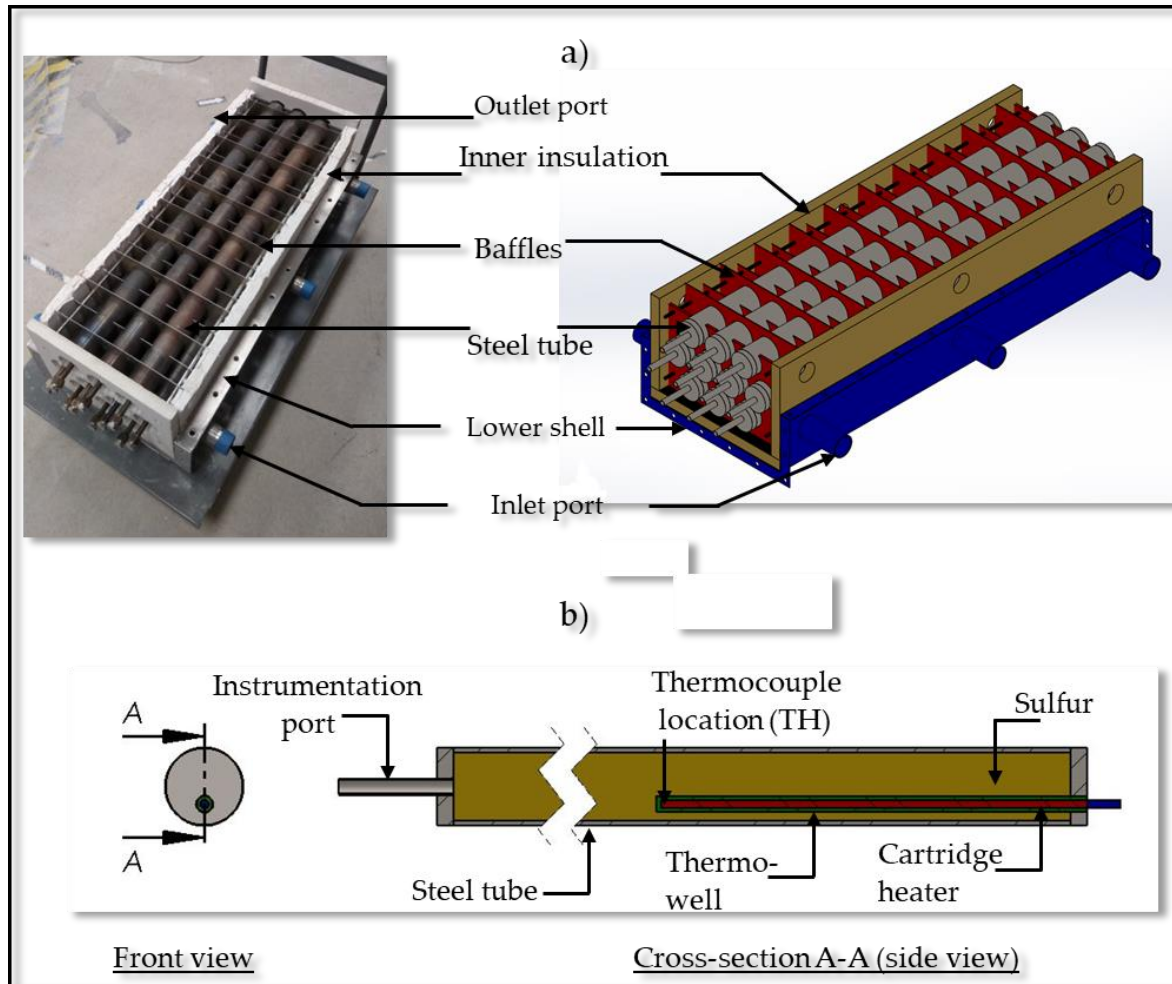 a)
Outlet port
Inner insulation
Baffles
Steel tube
Lower shell
Inlet port
b)
Instrumentation
port
Thermocouple
location (TH)
Sulfur
A
A
Steel tube
Thermo-
well
Cartridge
heater
Front view
Cross-section A-A (side view)